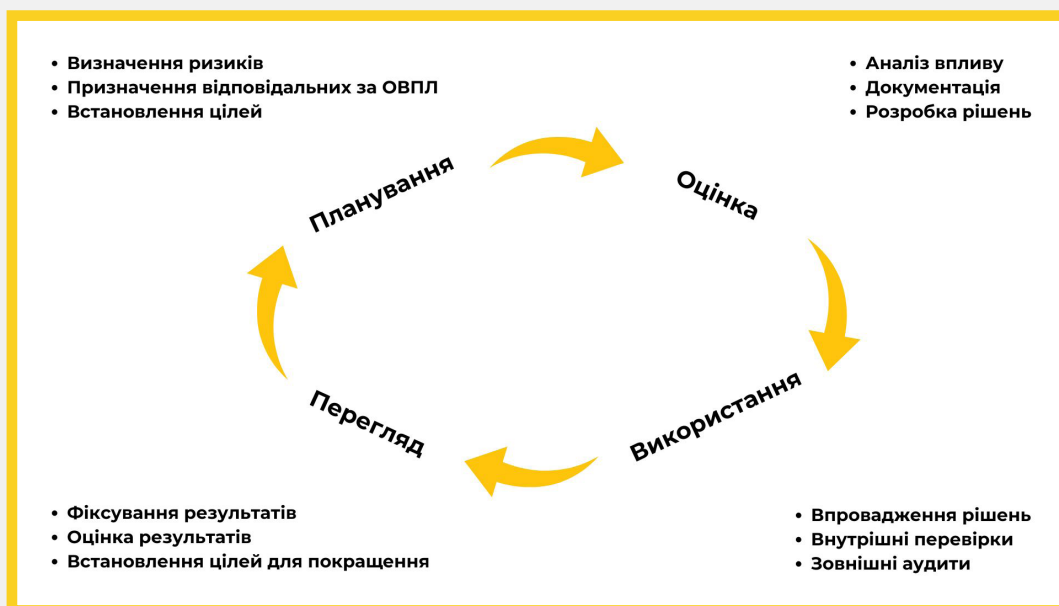 • Визначення ризиків
• Призначення відповідальних за ОВПЛ
• Встановлення цілей
• Аналіз впливу
• Документація
• Розробка рішень
Планування
Оцінка
Перегляд
Використання
• Фіксування результатів
• Оцінка результатів
• Встановлення цілей для покращення
• Впровадження рішень
• Внутрішні перевірки
• Зовнішні аудити